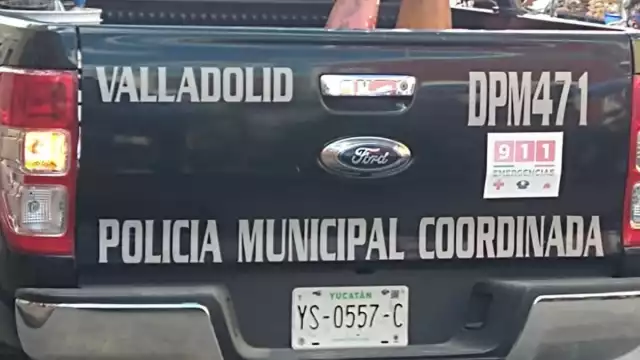 VALLADOLID
DPM471
Ford
911
EMERGENCIAS
POLICIA MUNICIPAL COORDINADA
YUCATÁN
YS-0557-C